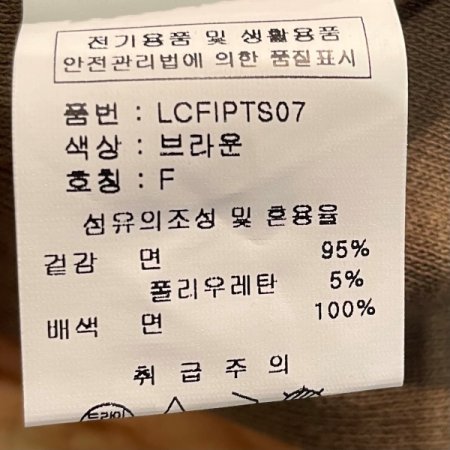 전기용품 및 생활용품
안전관리법에 의한 품질표시
품번 : LCFIPTS07
색상 : 브라운
호칭 : F
섬유의조성 및 혼용율
겉감 면 95%
폴리우레탄 5%
배색 면 100%
취 급 주 의
드라이